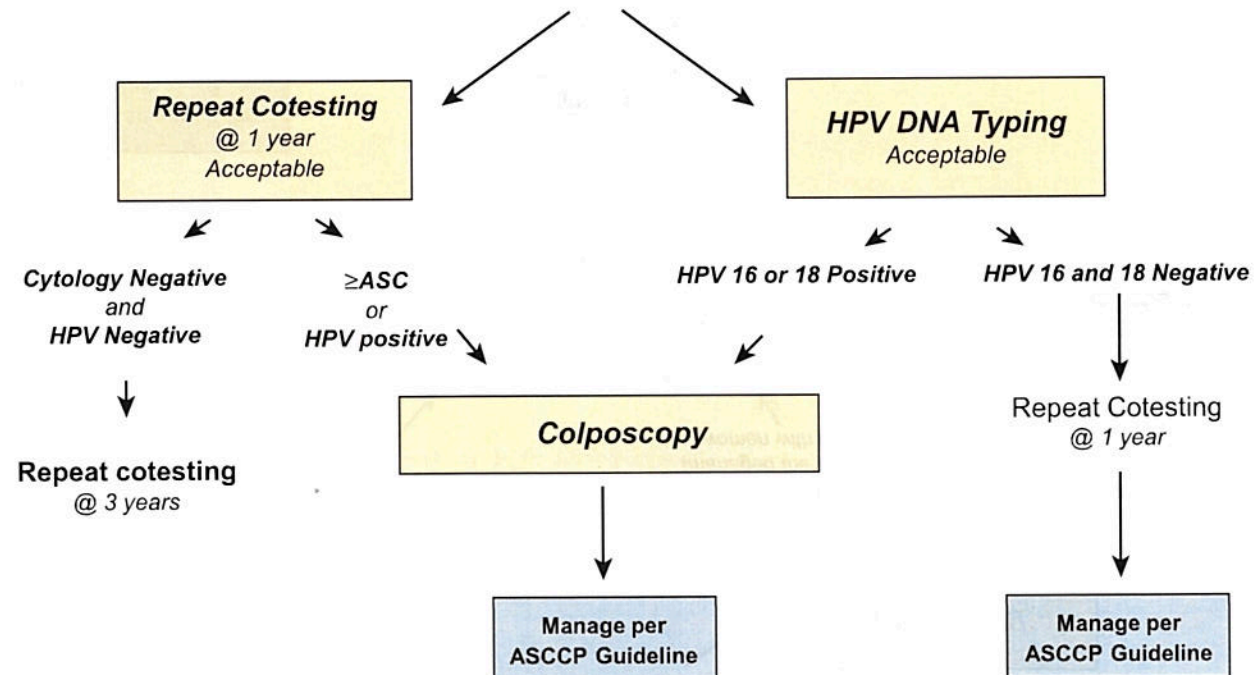 Repeat Cotesting
@ 1 year
Acceptable
HPV DNA Typing
Acceptable
Cytology Negative
and
HPV Negative
≥ASC
or
HPV positive
HPV 16 or 18 Positive
HPV 16 and 18 Negative
Repeat cotesting
@ 3 years
Colposcopy
Repeat Cotesting
@ 1 year
Manage per
ASCCP Guideline
Manage per
ASCCP Guideline